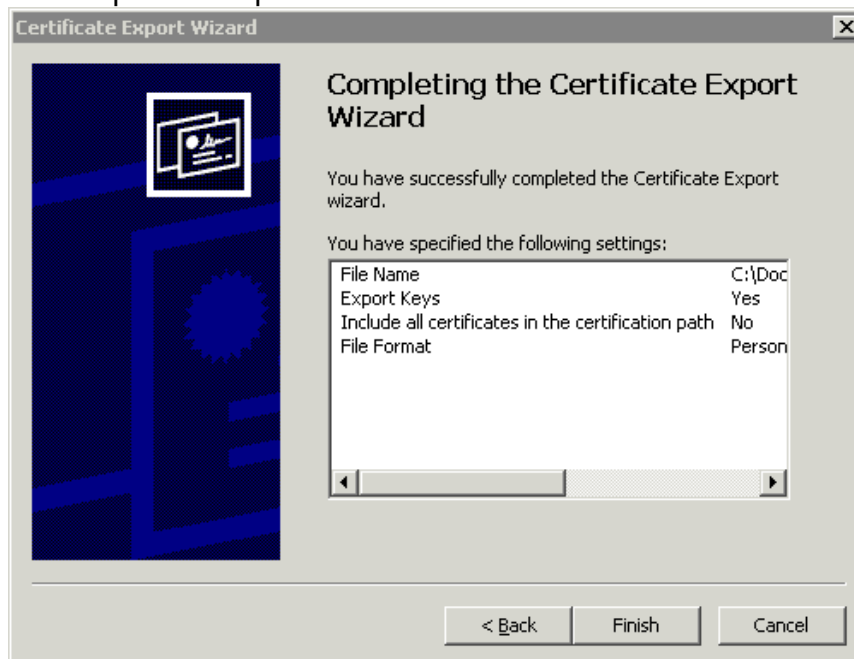 Certificate Export Wizard
Completing the Certificate Export
Wizard
You have successfully completed the Certificate Export
wizard.
You have specified the following settings:
File Name C:\Doc
Export Keys Yes
Include all certificates in the certification path No
File Format Person
< Back Finish Cancel